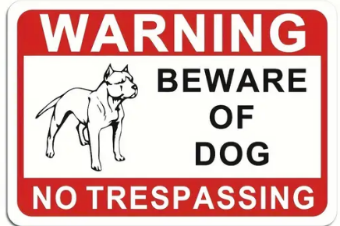 WARNING
BEWARE
OF
DOG
NO TRESPASSING